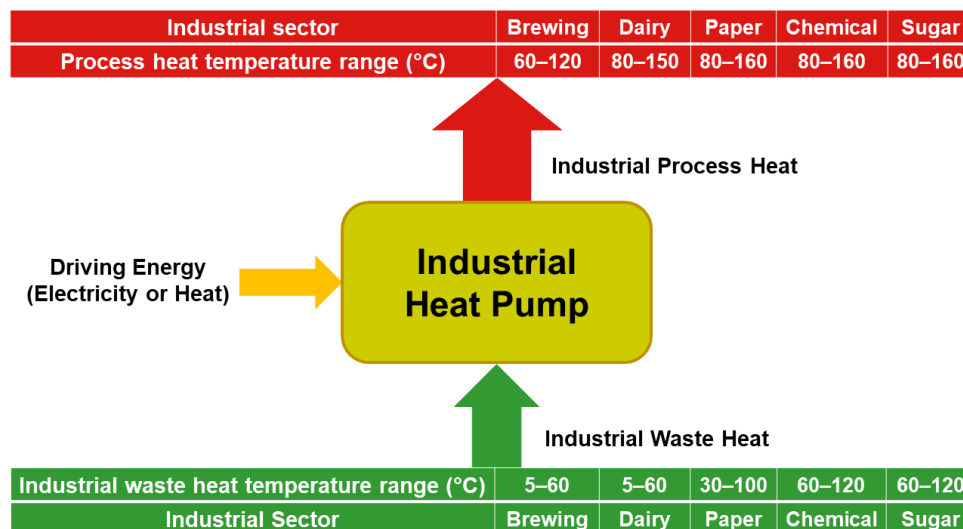 Industrial sector Brewing Dairy Paper Chemical Sugar
Process heat temperature range (°C) 60–120 80–150 80–160 80–160 80–160
Industrial Process Heat
Driving Energy
(Electricity or Heat)
Industrial
Heat Pump
Industrial Waste Heat
Industrial waste heat temperature range (°C) 5–60 5–60 30–100 60–120 60–120
Industrial Sector Brewing Dairy Paper Chemical Sugar